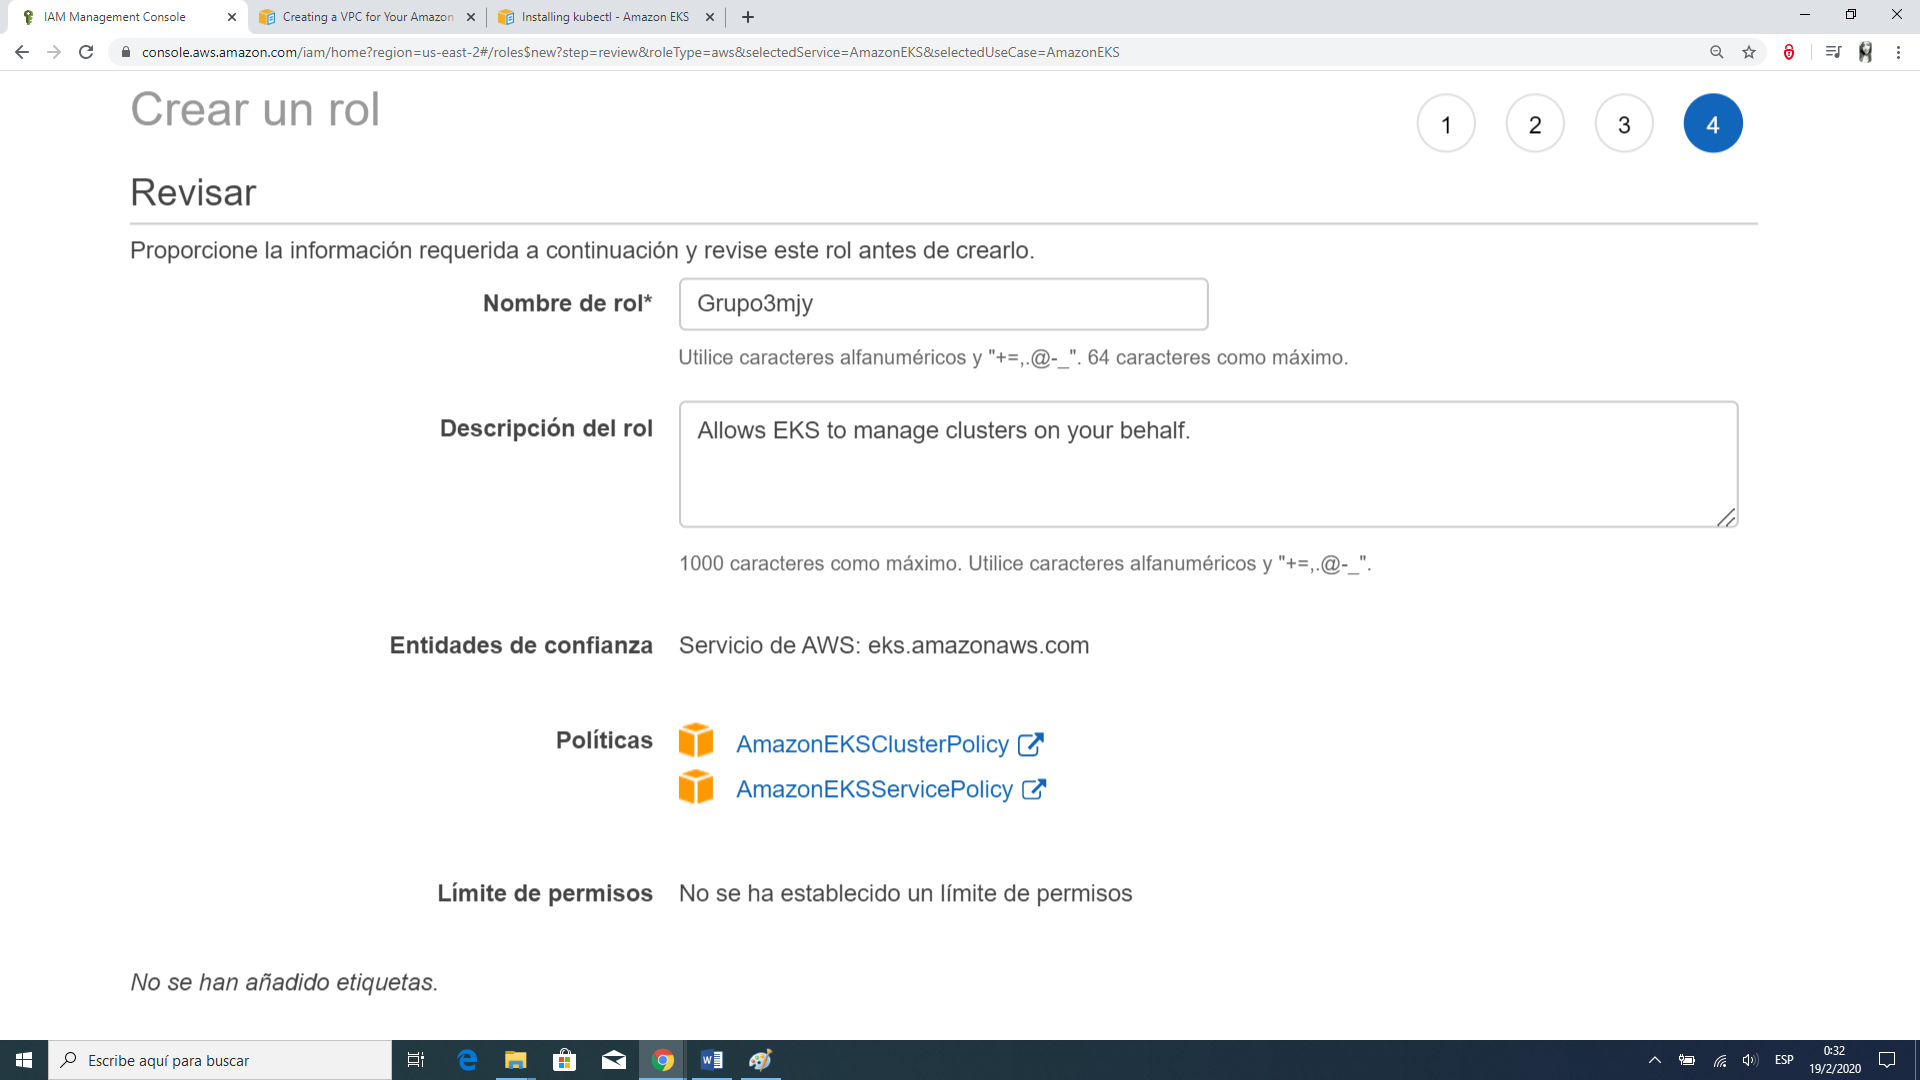 IAM Management Console
Creating a VPC for Your Amazon
Installing kubectl - Amazon EKS
console.aws.amazon.com/iam/home?region=us-east-2#/roles$new?step=review&roleType=aws&selectedService=AmazonEKS&selectedUseCase=AmazonEKS
Crear un rol
1 2 3 4
Revisar
Proporcione la información requerida a continuación y revise este rol antes de crearlo.
Nombre de rol* Grupo3mjy
Utilice caracteres alfanuméricos y "+=,.@-_". 64 caracteres como máximo.
Descripción del rol Allows EKS to manage clusters on your behalf.
1000 caracteres como máximo. Utilice caracteres alfanuméricos y "+=,.@-_".
Entidades de confianza Servicio de AWS: eks.amazonaws.com
Políticas AmazonEKSClusterPolicy
AmazonEKSServicePolicy
Límite de permisos No se ha establecido un límite de permisos
No se han añadido etiquetas.
Escribe aquí para buscar
ESP
0:32
19/2/2020